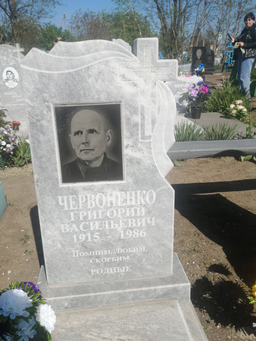 ЧЕРВОНЕНКО
ГРИГОРИЙ
ВАСИЛЬЕВИЧ
1915 - 1986
Помним, любим,
скорбим
РОДНЫЕ